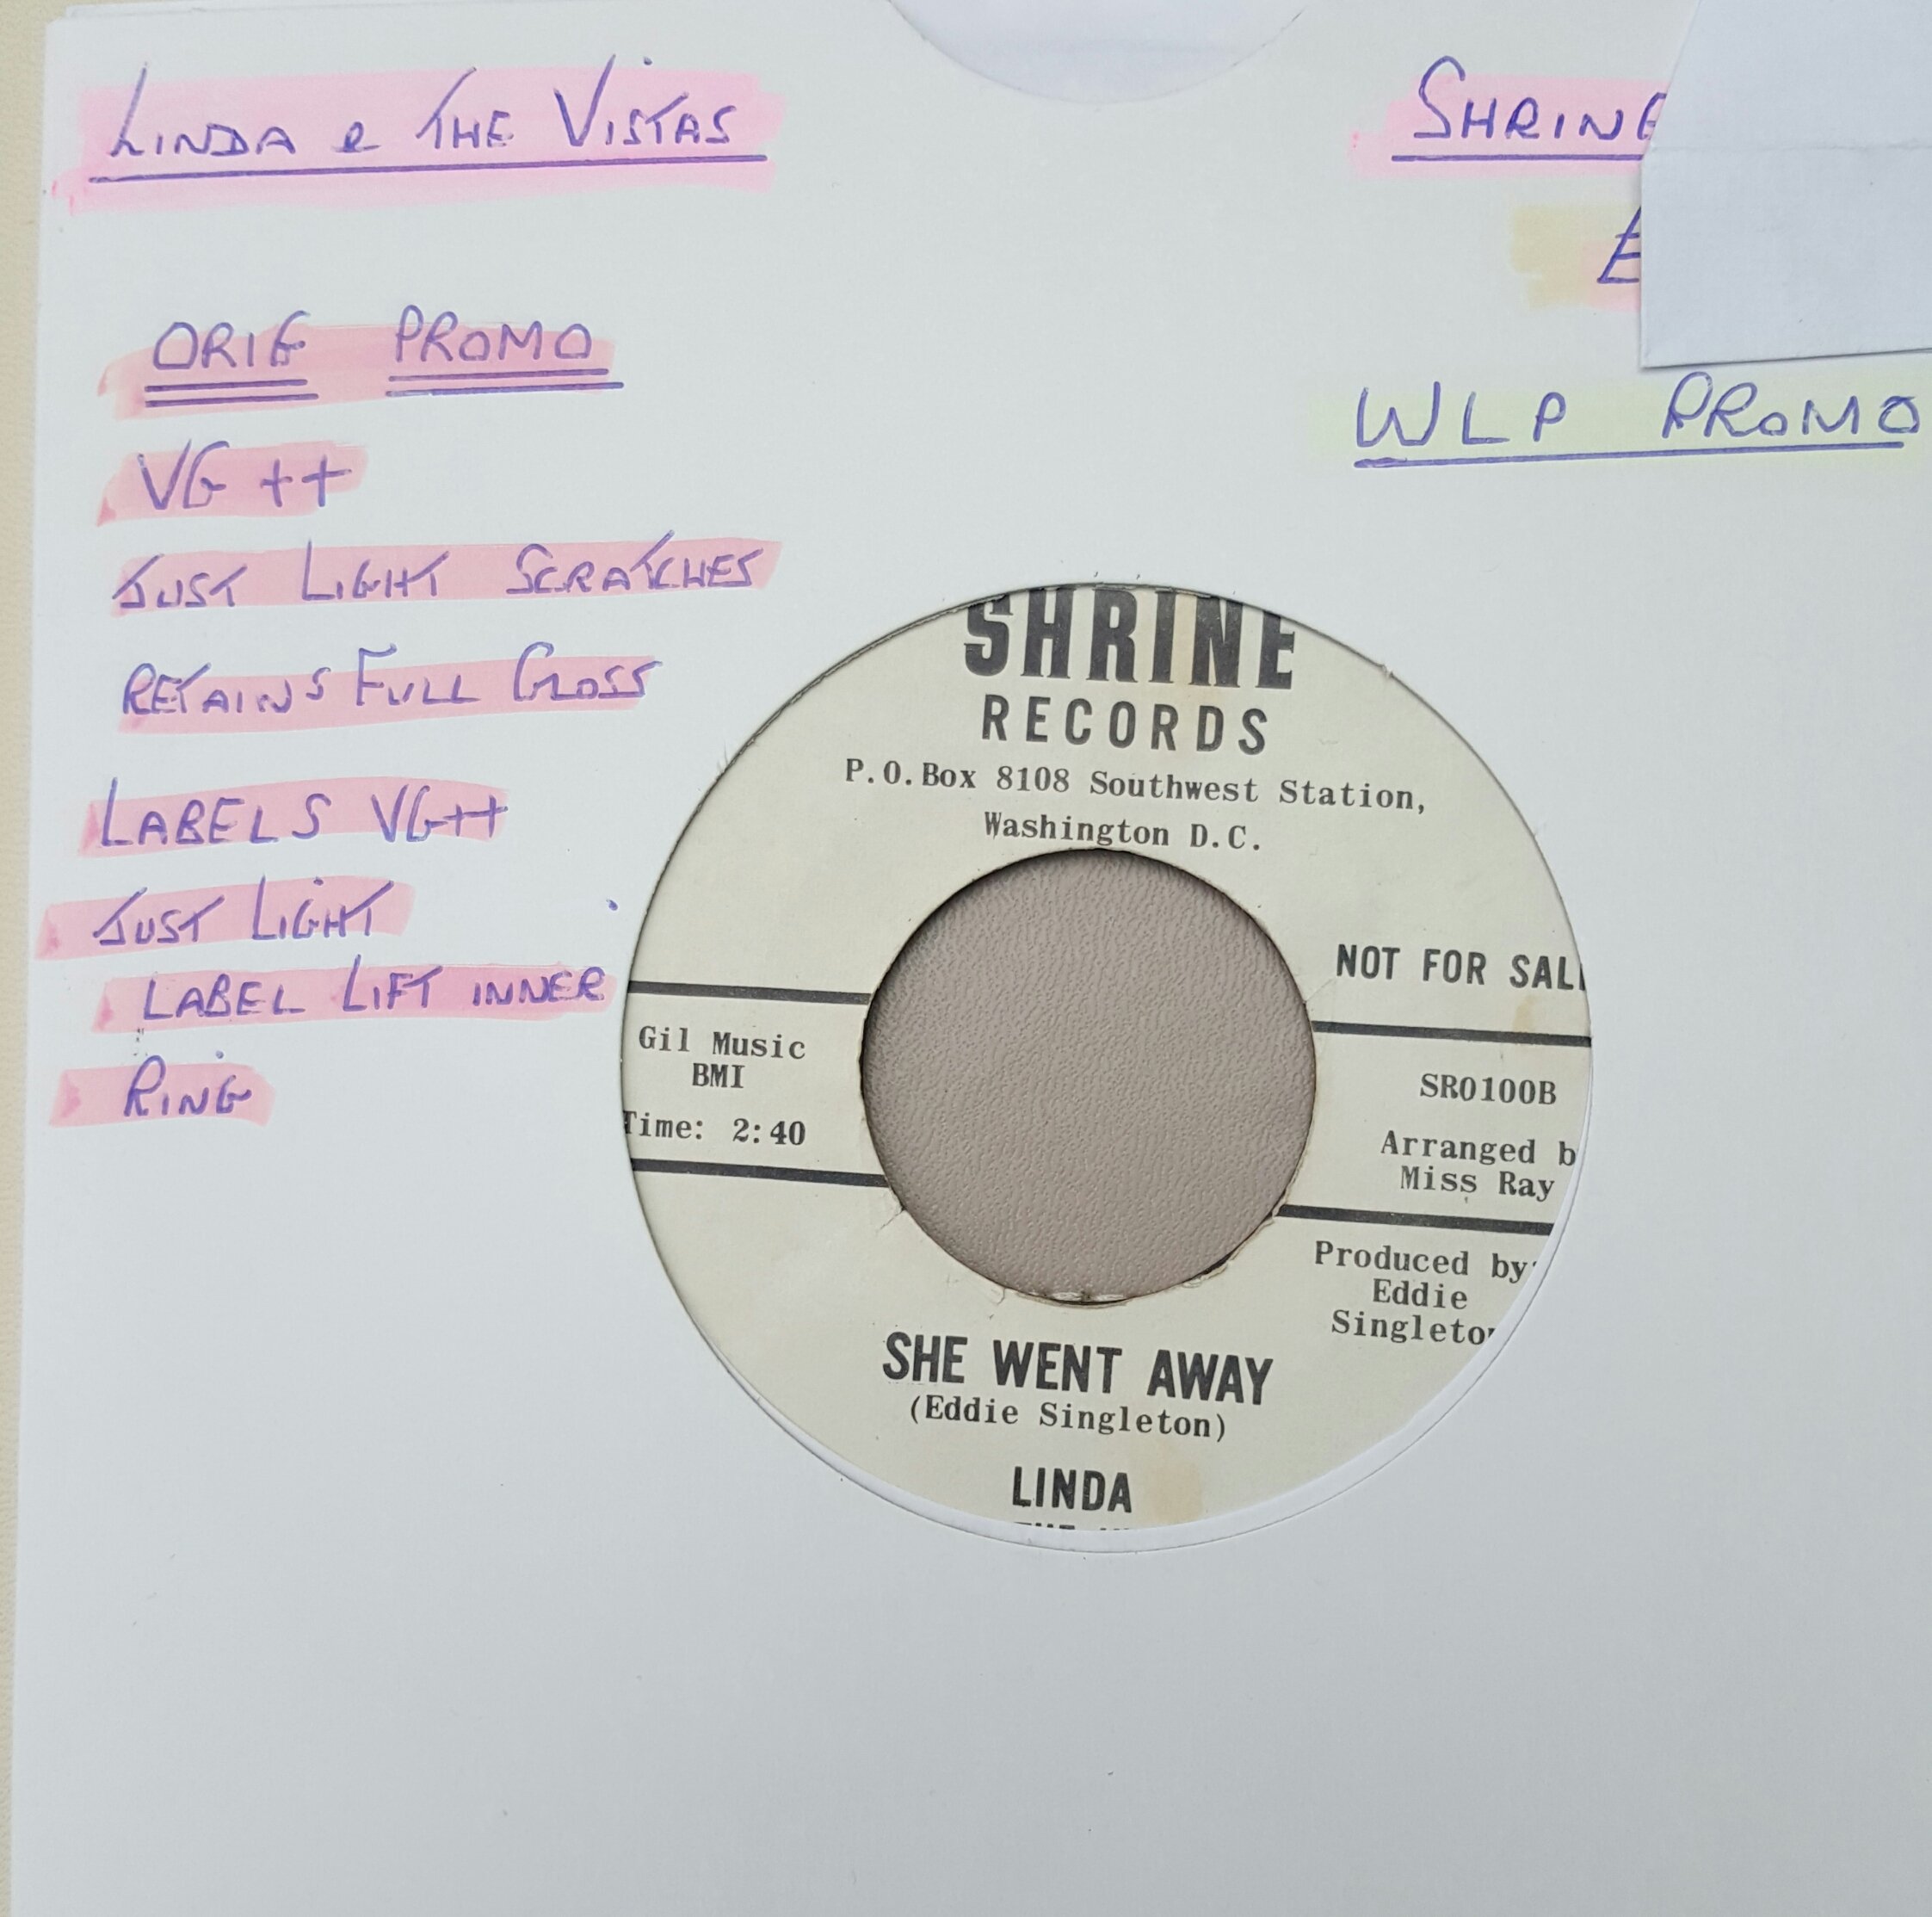 LINDA & THE VISTAS
SHRINE
£
ORIG PROMO
WLP PROMO
VG ++
JUST LIGHT SCRATCHES
RETAINS FULL GLOSS
LABELS VG++
JUST LIGHT
LABEL LIFT INNER
RING
SHRINE
RECORDS
P.O.Box 8108 Southwest Station,
Washington D.C.
NOT FOR SAL
Gil Music
BMI
Time: 2:40
SR0100B
Arranged b
Miss Ray
Produced by:
Eddie
Singleton
SHE WENT AWAY
(Eddie Singleton)
LINDA